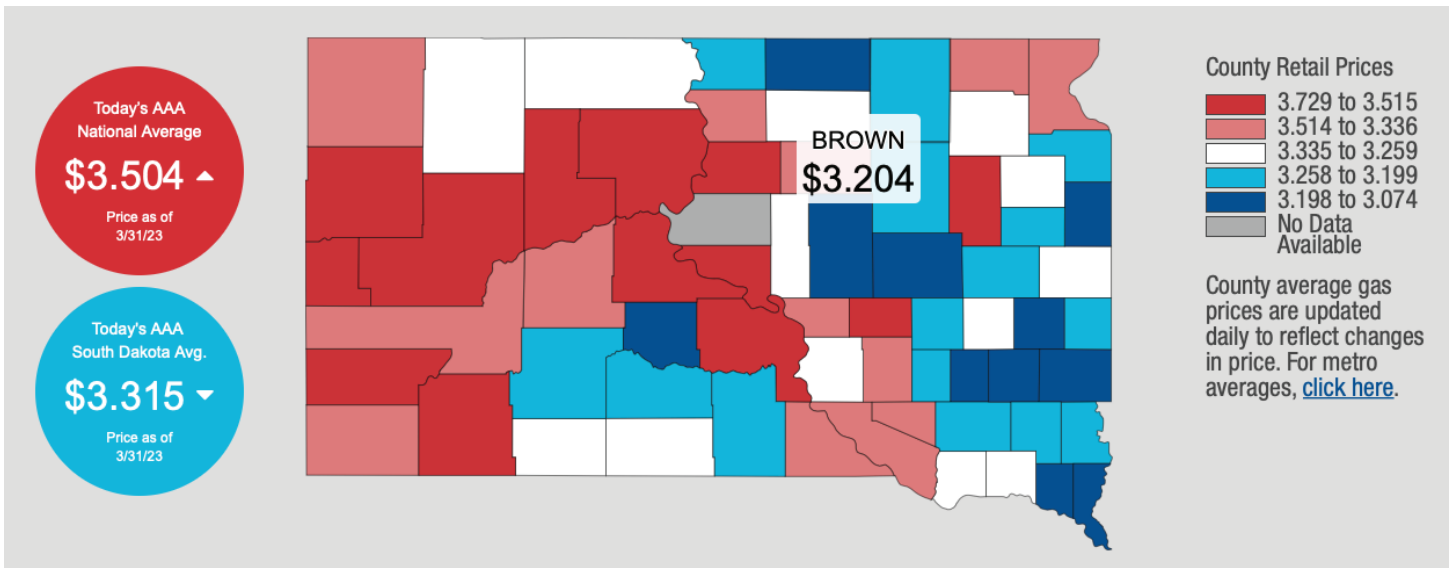 Today's AAA
National Average
$3.504
Price as of
3/31/23
Today's AAA
South Dakota Avg.
$3.315
Price as of
3/31/23
BROWN
$3.204
County Retail Prices
3.729 to 3.515
3.514 to 3.336
3.335 to 3.259
3.258 to 3.199
3.198 to 3.074
No Data
Available
County average gas
prices are updated
daily to reflect changes
in price. For metro
averages, click here.